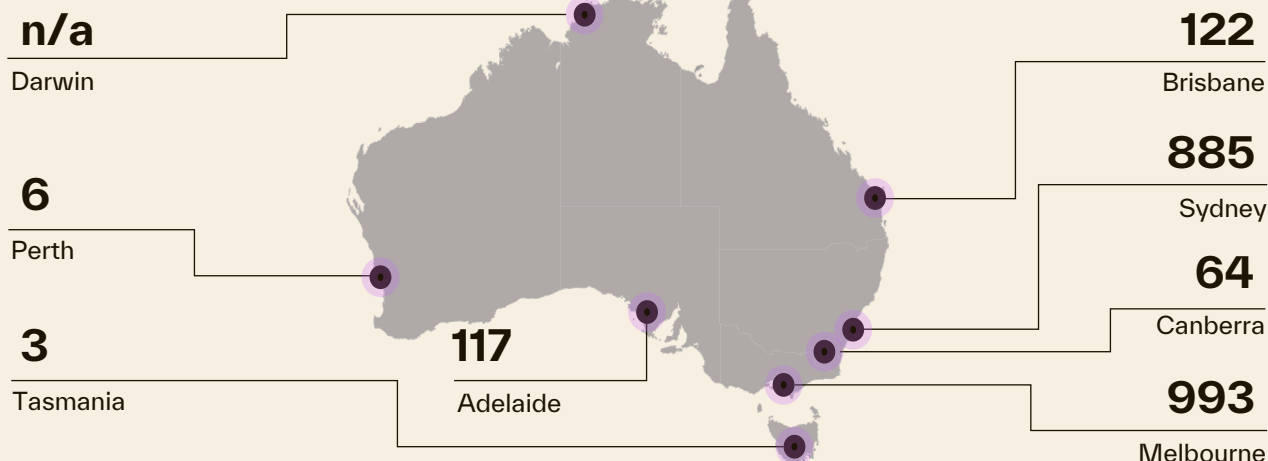 n/a
Darwin
6
Perth
3
Tasmania
117
Adelaide
122
Brisbane
885
Sydney
64
Canberra
993
Melbourne